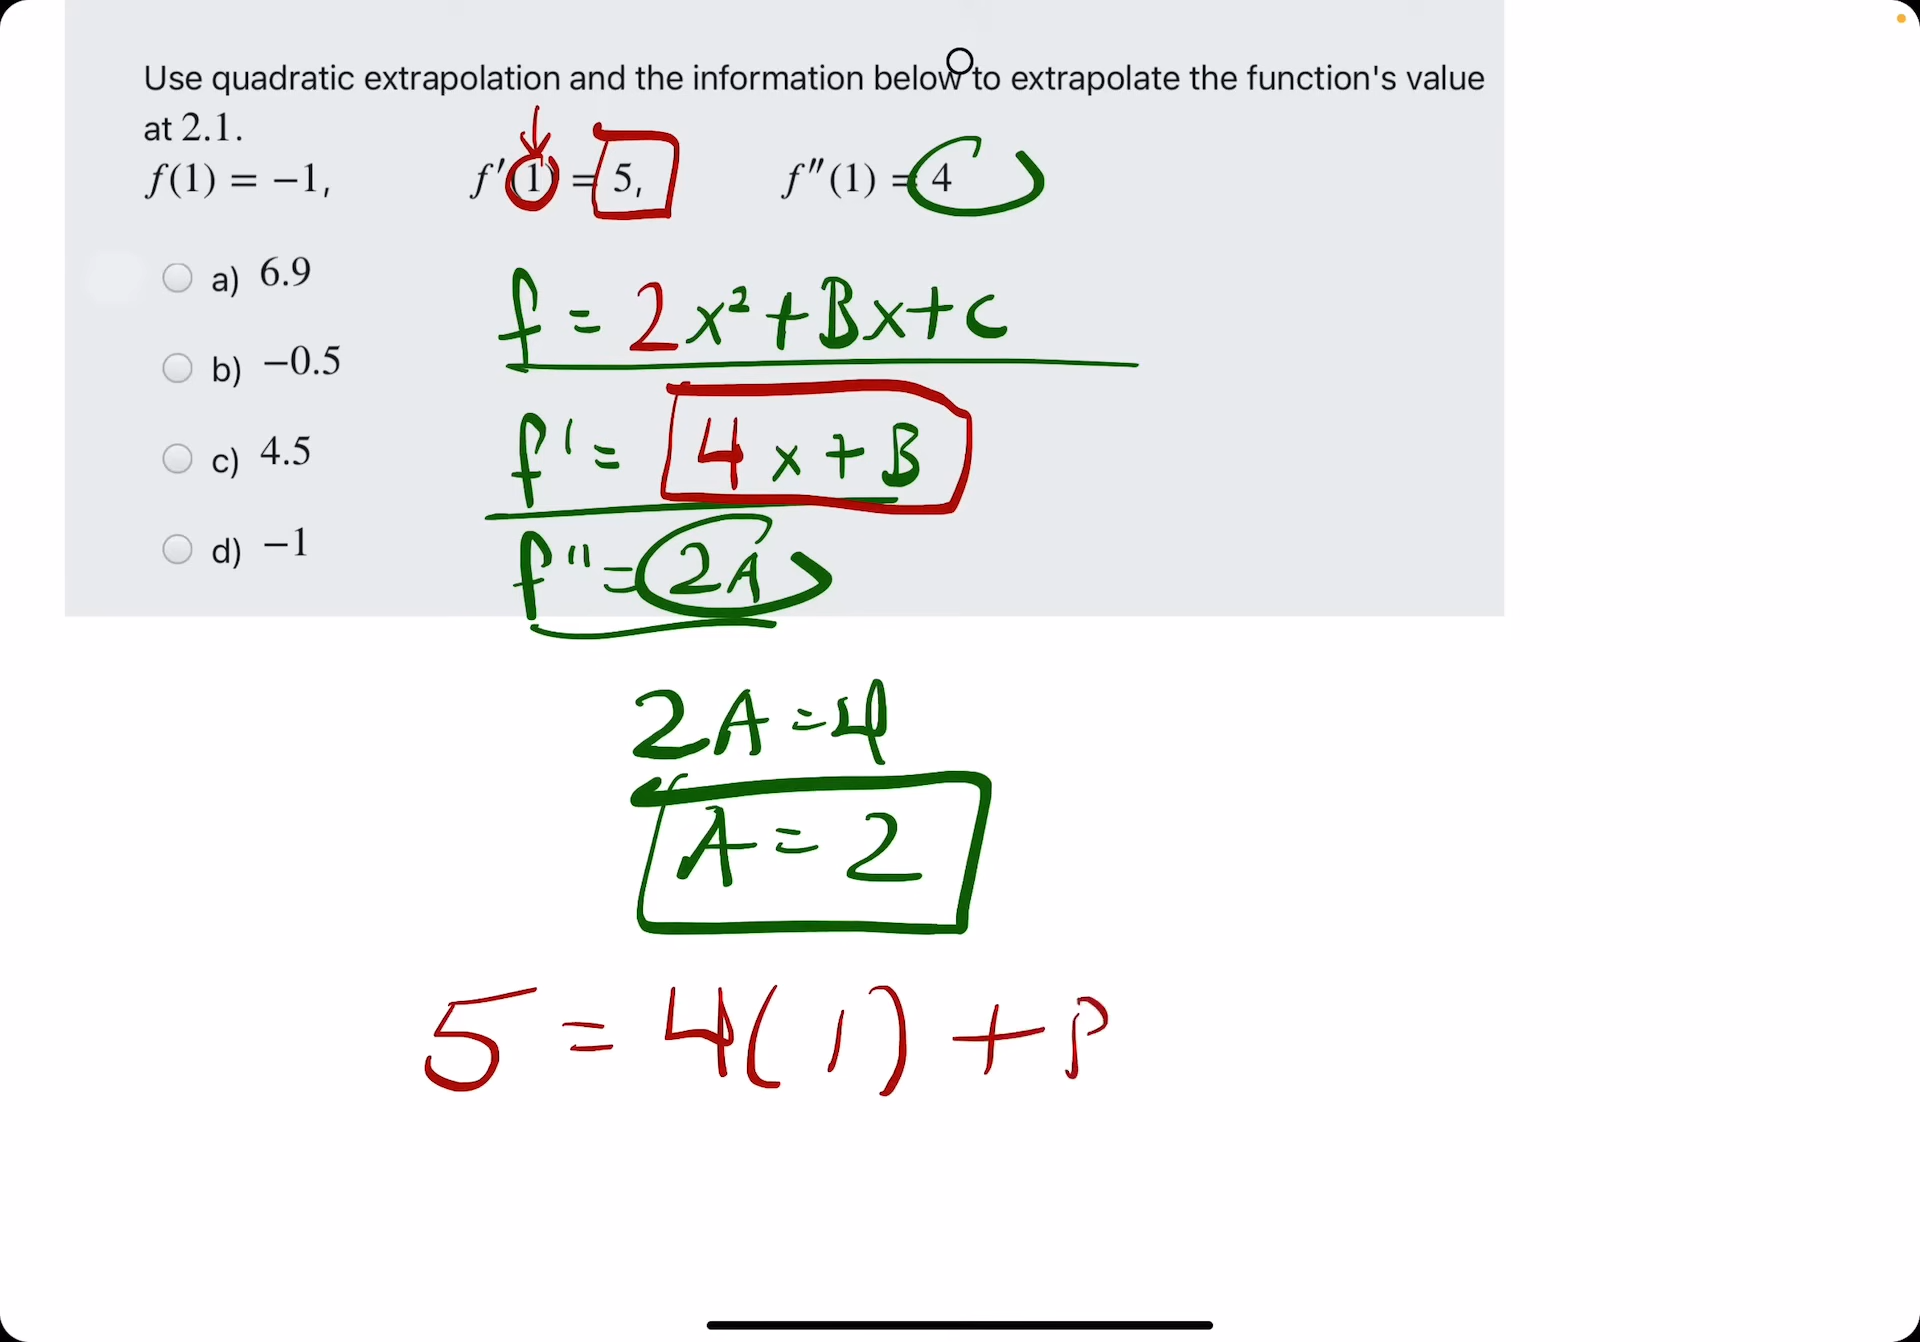 Use quadratic extrapolation and the information below to extrapolate the function's value
at 2.1.
f(1) = −1, f′(1) = 5, f″(1) = 4
a) 6.9
b) −0.5
c) 4.5
d) −1
f = 2x² + Bx + C
f' = 4x + B
f'' = 2A
2A = 4
A = 2
5 = 4(1) + P